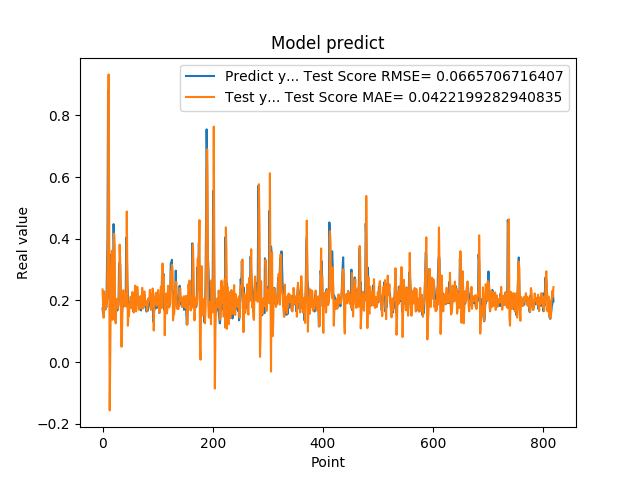 Model predict
Predict y... Test Score RMSE= 0.0665706716407
Test y... Test Score MAE= 0.0422199282940835
Real value
0.8
0.6
0.4
0.2
0.0
−0.2
0 200 400 600 800
Point